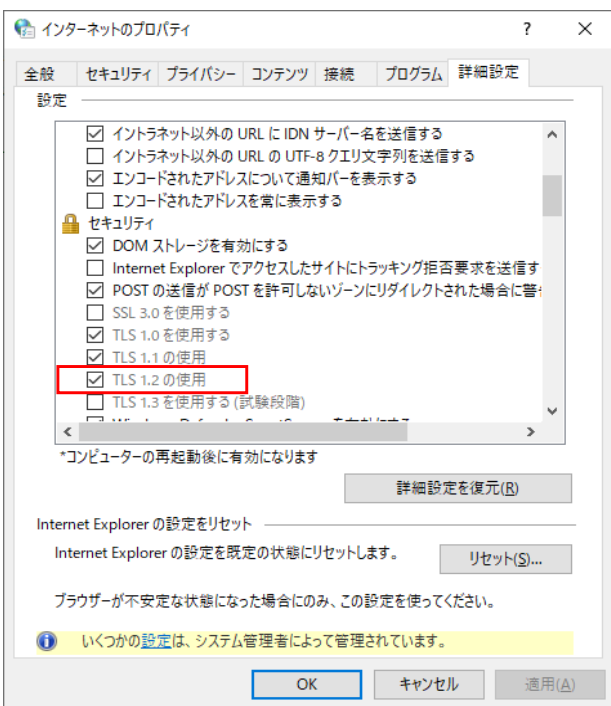 インターネットのプロパティ
全般 セキュリティ プライバシー コンテンツ 接続 プログラム 詳細設定
設定
イントラネット以外の URL に IDN サーバー名を送信する
イントラネット以外の URL の UTF-8 クエリ文字列を送信する
エンコードされたアドレスについて通知バーを表示する
エンコードされたアドレスを常に表示する
セキュリティ
DOM ストレージを有効にする
Internet Explorer でアクセスしたサイトにトラッキング拒否要求を送信す
POST の送信が POST を許可しないゾーンにリダイレクトされた場合に警
SSL 3.0 を使用する
TLS 1.0 を使用する
TLS 1.1 の使用
TLS 1.2 の使用
TLS 1.3 を使用する (試験段階)
*コンピューターの再起動後に有効になります
詳細設定を復元(R)
Internet Explorer の設定をリセット
Internet Explorer の設定を既定の状態にリセットします。
リセット(S)...
ブラウザーが不安定な状態になった場合にのみ、この設定を使ってください。
いくつかの設定は、システム管理者によって管理されています。
OK キャンセル 適用(A)